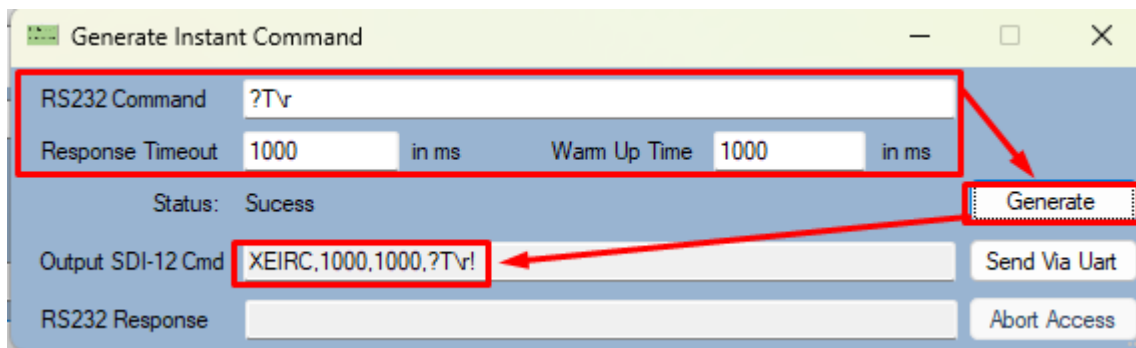 Generate Instant Command
RS232 Command ?T\r
Response Timeout 1000 in ms Warm Up Time 1000 in ms
Status: Sucess Generate
Output SDI-12 Cmd XEIRC,1000,1000,?T\r! Send Via Uart
RS232 Response Abort Access